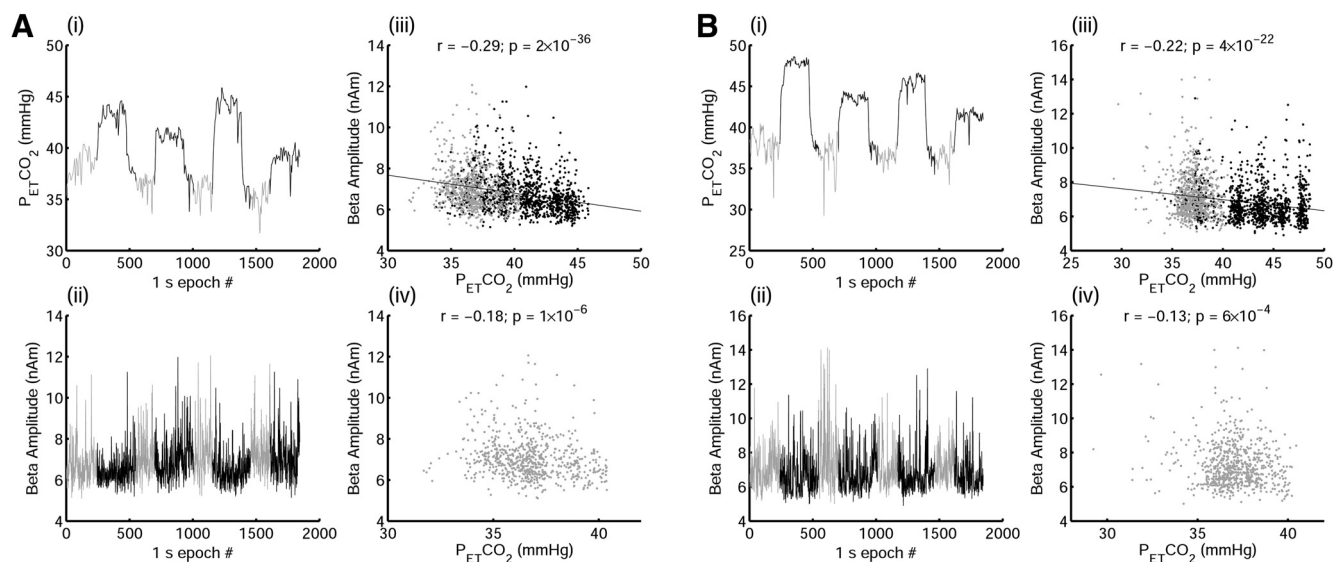 A
(i)
50
45
40
35
30
P_ET CO_2 (mmHg)
0 500 1000 1500 2000
1 s epoch #
(iii)
r = −0.29; p = 2×10^−36
14
12
10
8
6
4
Beta Amplitude (nAm)
30 35 40 45 50
P_ET CO_2 (mmHg)
(ii)
14
12
10
8
6
4
Beta Amplitude (nAm)
0 500 1000 1500 2000
1 s epoch #
(iv)
r = −0.18; p = 1×10^−6
14
12
10
8
6
4
Beta Amplitude (nAm)
30 35 40
P_ET CO_2 (mmHg)
B
(i)
50
45
40
35
30
25
P_ET CO_2 (mmHg)
0 500 1000 1500 2000
1 s epoch #
(iii)
r = −0.22; p = 4×10^−22
16
14
12
10
8
6
4
Beta Amplitude (nAm)
25 30 35 40 45 50
P_ET CO_2 (mmHg)
(ii)
16
14
12
10
8
6
4
Beta Amplitude (nAm)
0 500 1000 1500 2000
1 s epoch #
(iv)
r = −0.13; p = 6×10^−4
16
14
12
10
8
6
4
Beta Amplitude (nAm)
30 35 40
P_ET CO_2 (mmHg)